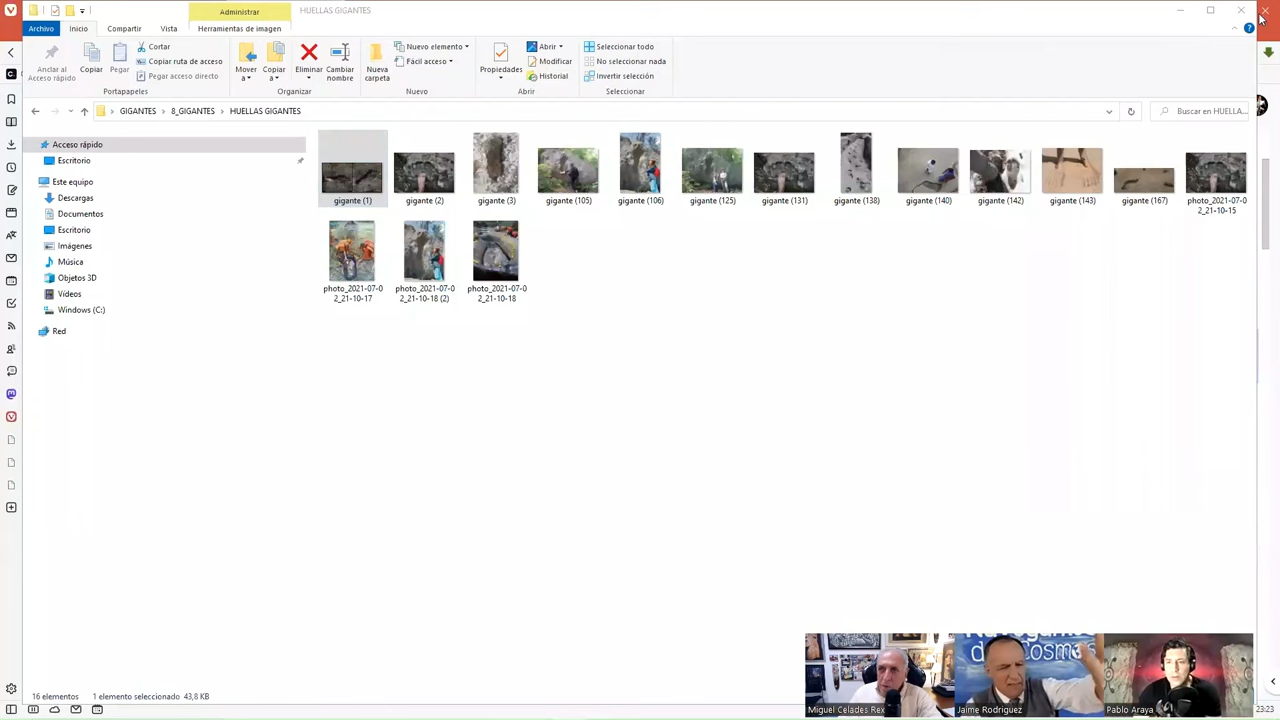 Administrar
HUELLAS GIGANTES
Archivo
Inicio
Compartir
Vista
Herramientas de imagen
Anclar al
Acceso rápido
Copiar
Pegar
Cortar
Copiar ruta de acceso
Pegar acceso directo
Portapapeles
Mover
a
Copiar
a
Eliminar
Cambiar
nombre
Organizar
Nueva
carpeta
Nuevo elemento
Fácil acceso
Nuevo
Propiedades
Abrir
Modificar
Historial
Abrir
Seleccionar todo
No seleccionar nada
Invertir selección
Seleccionar
GIGANTES > 8_GIGANTES > HUELLAS GIGANTES
Buscar en HUELLA...
Acceso rápido
Escritorio
Este equipo
Descargas
Documentos
Escritorio
Imágenes
Música
Objetos 3D
Vídeos
Windows (C:)
Red
gigante (1)
gigante (2)
gigante (3)
gigante (105)
gigante (106)
gigante (125)
gigante (131)
gigante (138)
gigante (140)
gigante (142)
gigante (143)
gigante (167)
photo_2021-07-0
2_21-10-15
photo_2021-07-0
2_21-10-17
photo_2021-07-0
2_21-10-18 (2)
photo_2021-07-0
2_21-10-18
16 elementos
1 elemento seleccionado
43,8 KB
Miguel Celades Rex
Jaime Rodriguez
Pablo Araya
23:23